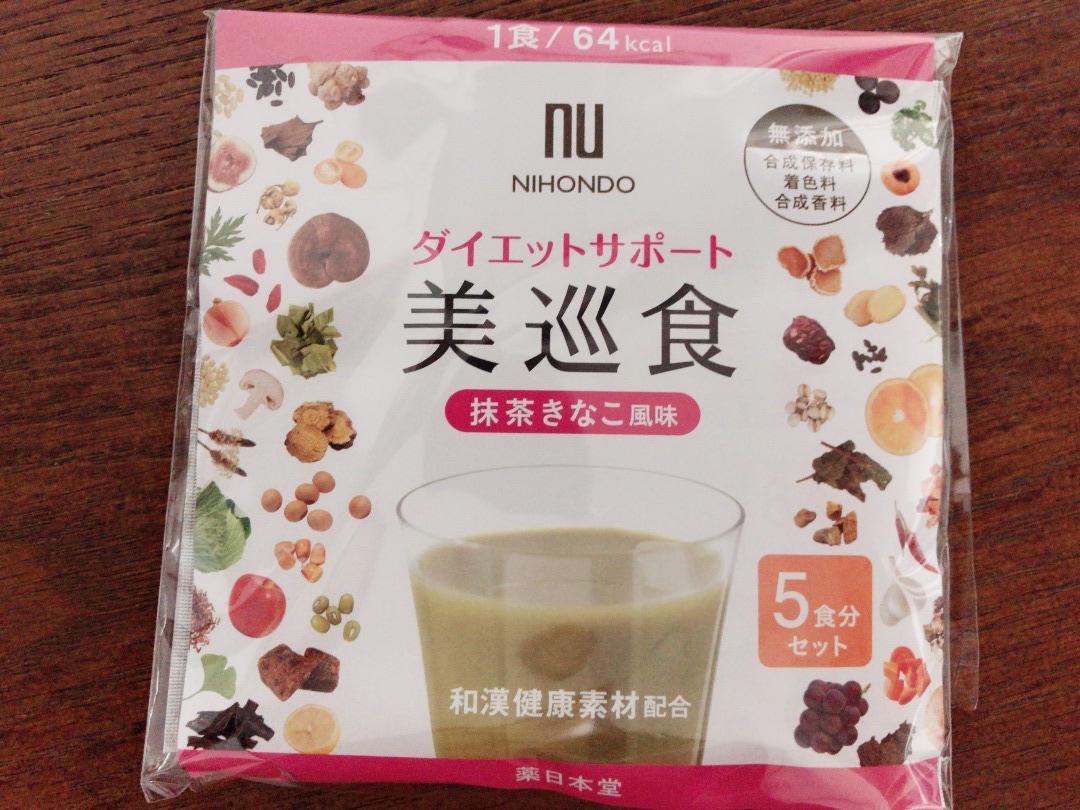 1食/64kcal
nu
NIHONDO
無添加
合成保存料
着色料
合成香料
ダイエットサポート
美巡食
抹茶きなこ風味
5食分
セット
和漢健康素材配合
薬日本堂